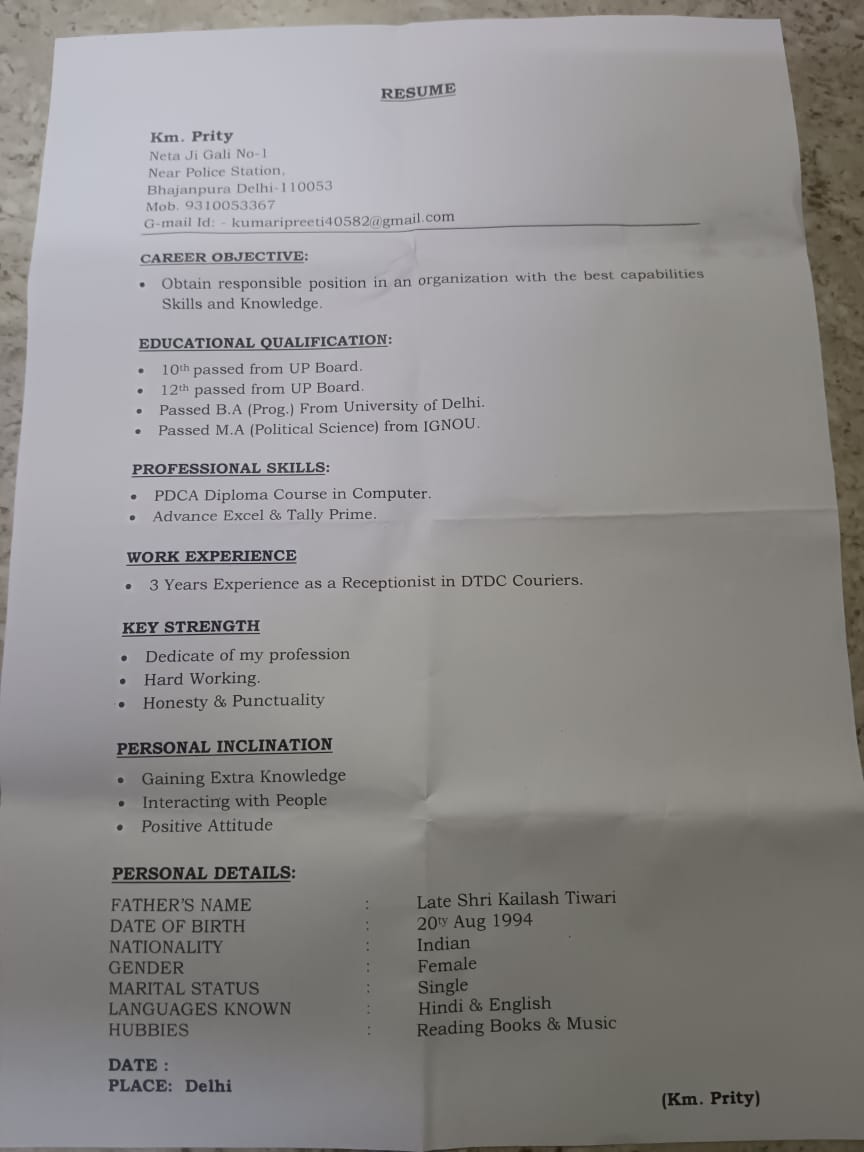 RESUME
Km. Prity
Neta Ji Gali No-1
Near Police Station,
Bhajanpura Delhi-110053
Mob. 9310053367
G-mail Id: - kumaripreeti40582@gmail.com
CAREER OBJECTIVE:
• Obtain responsible position in an organization with the best capabilities
Skills and Knowledge.
EDUCATIONAL QUALIFICATION:
• 10th passed from UP Board.
• 12th passed from UP Board.
• Passed B.A (Prog.) From University of Delhi.
• Passed M.A (Political Science) from IGNOU.
PROFESSIONAL SKILLS:
• PDCA Diploma Course in Computer.
• Advance Excel & Tally Prime.
WORK EXPERIENCE
• 3 Years Experience as a Receptionist in DTDC Couriers.
KEY STRENGTH
• Dedicate of my profession
• Hard Working.
• Honesty & Punctuality
PERSONAL INCLINATION
• Gaining Extra Knowledge
• Interacting with People
• Positive Attitude
PERSONAL DETAILS:
FATHER'S NAME : Late Shri Kailash Tiwari
DATE OF BIRTH : 20ty Aug 1994
NATIONALITY : Indian
GENDER : Female
MARITAL STATUS : Single
LANGUAGES KNOWN : Hindi & English
HUBBIES : Reading Books & Music
DATE :
PLACE: Delhi
(Km. Prity)